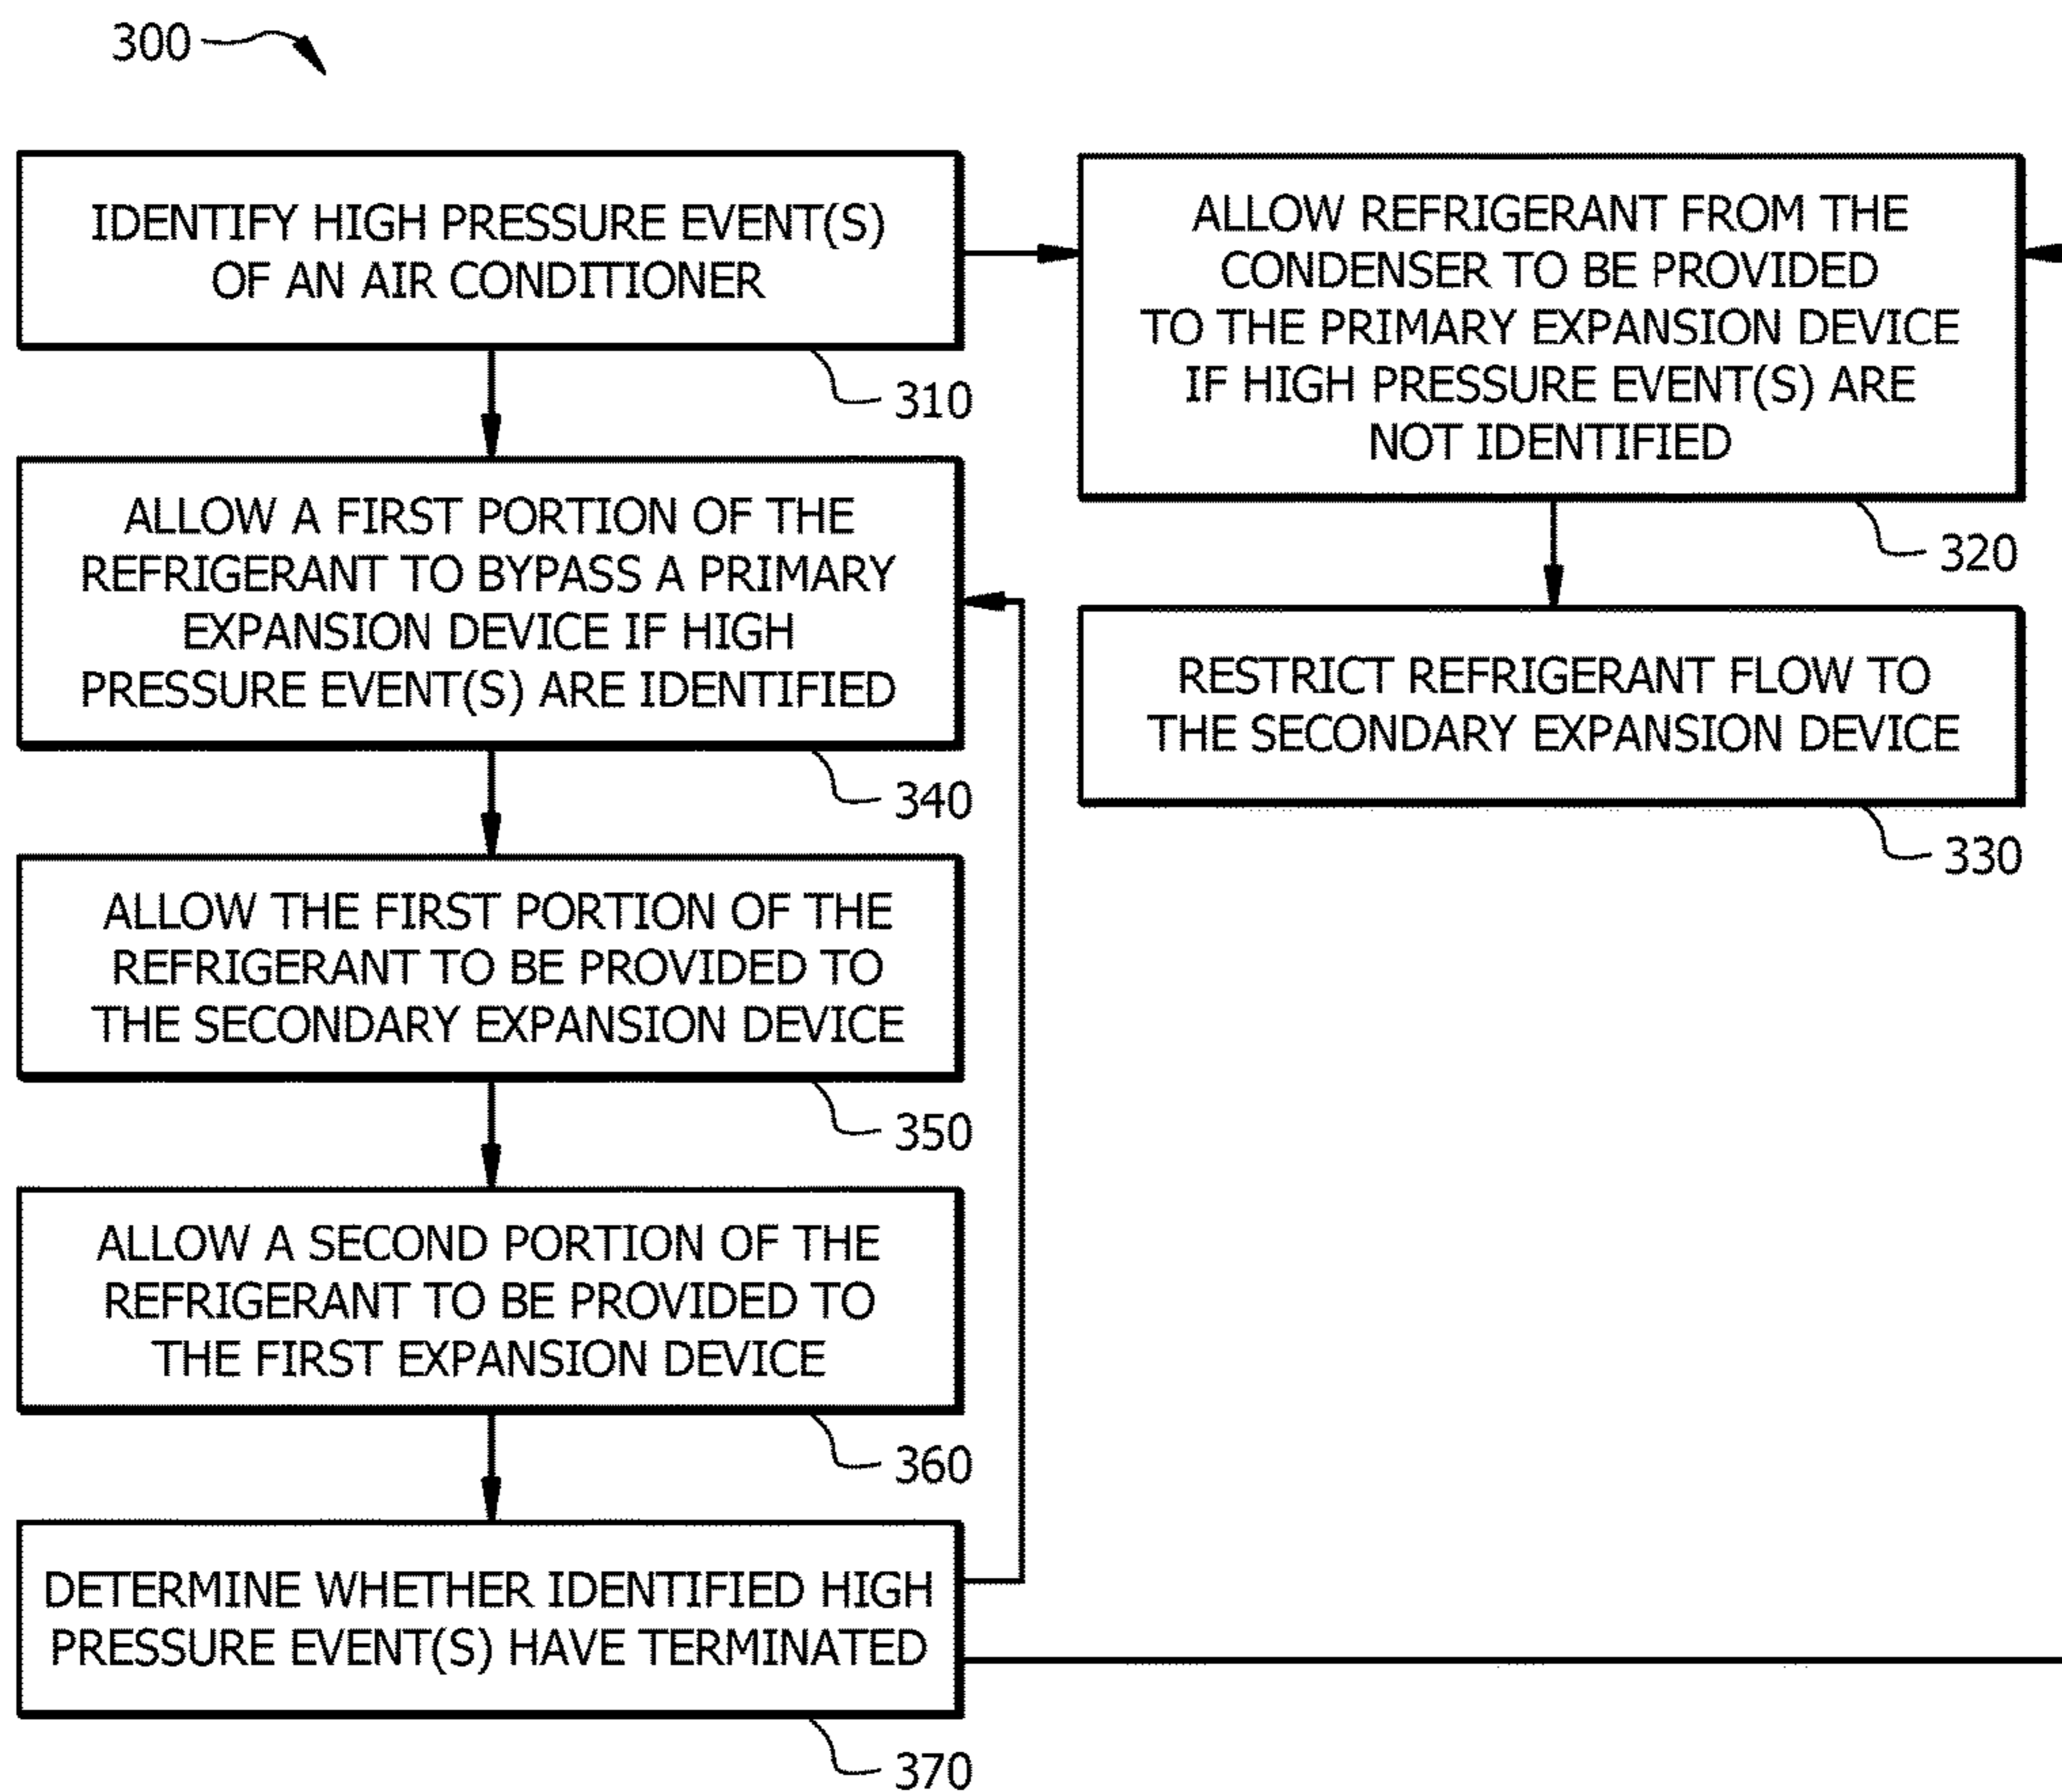 300
IDENTIFY HIGH PRESSURE EVENT(S)
OF AN AIR CONDITIONER
310
ALLOW REFRIGERANT FROM THE
CONDENSER TO BE PROVIDED
TO THE PRIMARY EXPANSION DEVICE
IF HIGH PRESSURE EVENT(S) ARE
NOT IDENTIFIED
320
RESTRICT REFRIGERANT FLOW TO
THE SECONDARY EXPANSION DEVICE
330
ALLOW A FIRST PORTION OF THE
REFRIGERANT TO BYPASS A PRIMARY
EXPANSION DEVICE IF HIGH
PRESSURE EVENT(S) ARE IDENTIFIED
340
ALLOW THE FIRST PORTION OF THE
REFRIGERANT TO BE PROVIDED TO
THE SECONDARY EXPANSION DEVICE
350
ALLOW A SECOND PORTION OF THE
REFRIGERANT TO BE PROVIDED TO
THE FIRST EXPANSION DEVICE
360
DETERMINE WHETHER IDENTIFIED HIGH
PRESSURE EVENT(S) HAVE TERMINATED
370